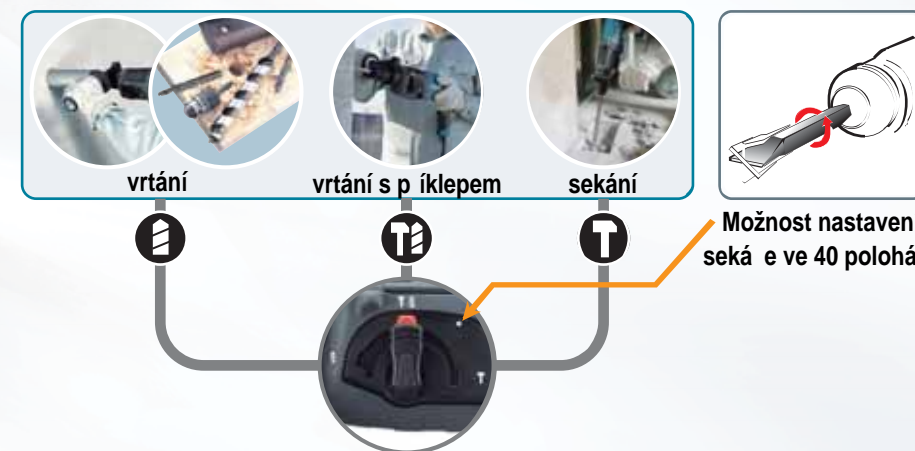 vrtání
vrtání s p íklepem
sekání
Možnost nastaven
seká e ve 40 polohá